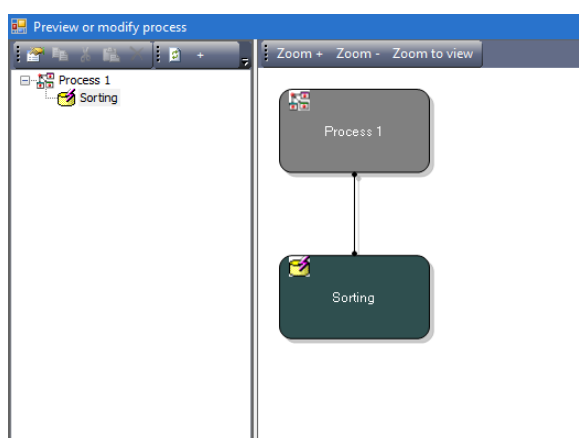 Preview or modify process
+
Zoom + Zoom - Zoom to view
Process 1
Sorting
Process 1
Sorting